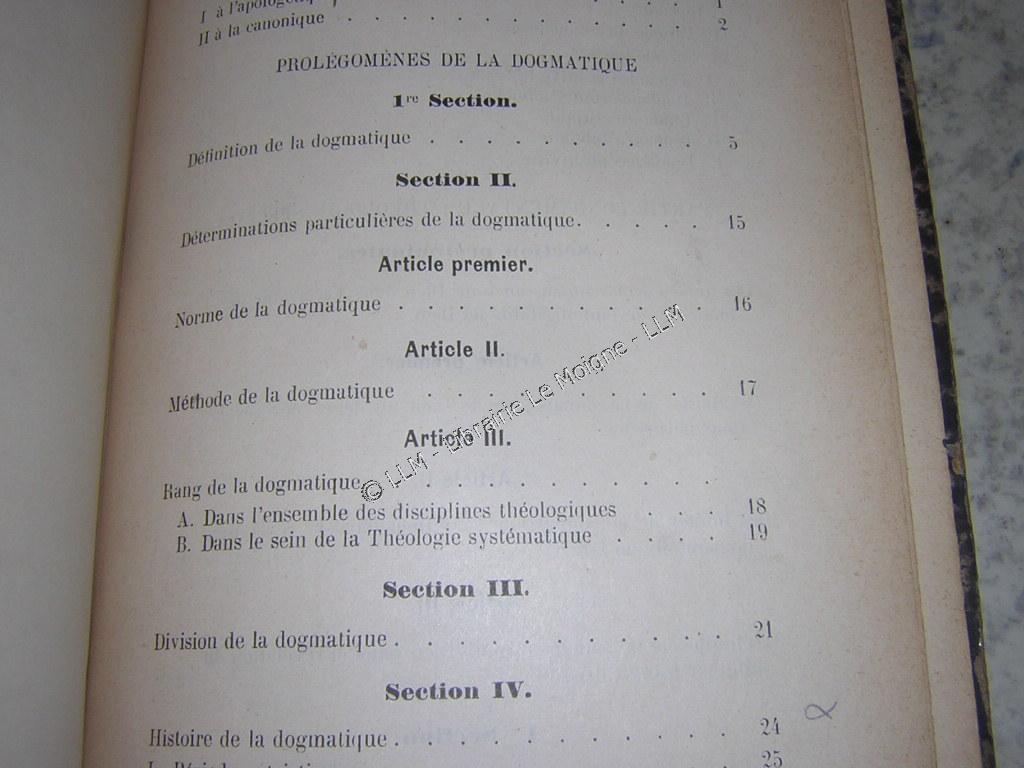 I à l'apologétique . . . . . 1
II à la canonique . . . . . . . . . . . . 2
PROLÉGOMÈNES DE LA DOGMATIQUE
1re Section.
Définition de la dogmatique . . . . . . . . . . 5
Section II.
Déterminations particulières de la dogmatique. . . . . 15
Article premier.
Norme de la dogmatique . . . . . . . . . . . . 16
Article II.
Méthode de la dogmatique . . . . . . . . . . . 17
Article III.
Rang de la dogmatique. . . . . . . . . . . .
A. Dans l'ensemble des disciplines théologiques . . . 18
B. Dans le sein de la Théologie systématique . . . . 19
Section III.
Division de la dogmatique . . . . . . . . . . . . 21
Section IV.
Histoire de la dogmatique . . . . . . . . . . . 24
25
© LLM - Librairie Le Moigne - LLM